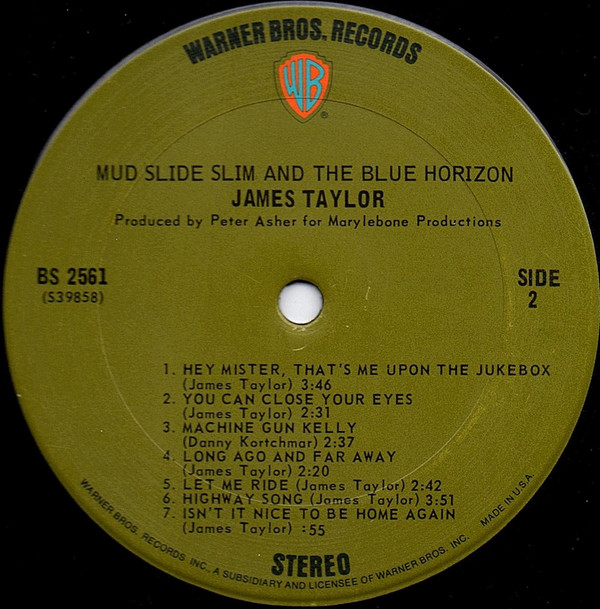 WARNER BROS. RECORDS
WB
®
MUD SLIDE SLIM AND THE BLUE HORIZON
JAMES TAYLOR
Produced by Peter Asher for Marylebone Productions
BS 2561
(S39858)
SIDE
2
1. HEY MISTER, THAT'S ME UPON THE JUKEBOX
(James Taylor) 3:46
2. YOU CAN CLOSE YOUR EYES
(James Taylor) 2:31
3. MACHINE GUN KELLY
(Danny Kortchmar) 2:37
4. LONG AGO AND FAR AWAY
(James Taylor) 2:20
5. LET ME RIDE (James Taylor) 2:42
6. HIGHWAY SONG (James Taylor) 3:51
7. ISN'T IT NICE TO BE HOME AGAIN
(James Taylor) :55
STEREO
WARNER BROS. RECORDS INC., A SUBSIDIARY AND LICENSEE OF WARNER BROS. INC. MADE IN U.S.A.